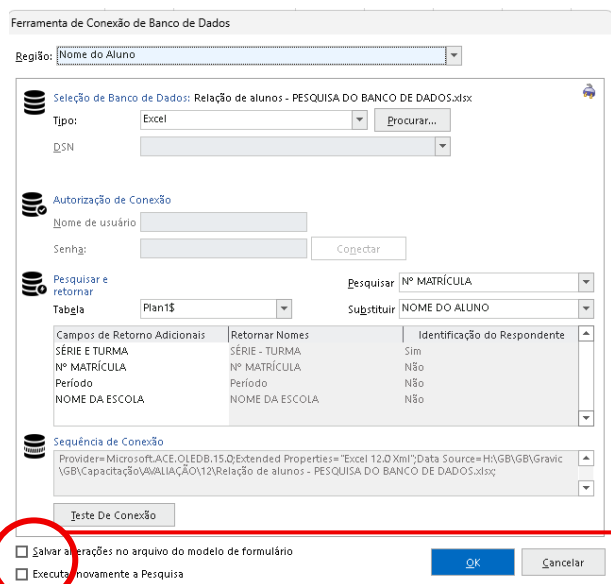 Ferramenta de Conexão de Banco de Dados
Região: Nome do Aluno
Seleção de Banco de Dados: Relação de alunos - PESQUISA DO BANCO DE DADOS.xlsx
Tipo: Excel Procurar...
DSN
Autorização de Conexão
Nome de usuário
Senha: Conectar
Pesquisar e retornar Pesquisar Nº MATRÍCULA
Tabela Plan1$ Substituir NOME DO ALUNO
Campos de Retorno Adicionais Retornar Nomes Identificação do Respondente
SÉRIE E TURMA SÉRIE - TURMA Sim
Nº MATRÍCULA Nº MATRÍCULA Não
Período Período Não
NOME DA ESCOLA NOME DA ESCOLA Não
Sequência de Conexão
Provider=Microsoft.ACE.OLEDB.15.0;Extended Properties="Excel 12.0 Xml";Data Source=H:\GB\GB\Gravic
\GB\Capacitação\AVALIAÇÃO\12\Relação de alunos - PESQUISA DO BANCO DE DADOS.xlsx;
Teste De Conexão
Salvar alterações no arquivo do modelo de formulário
OK Cancelar
Executar novamente a Pesquisa